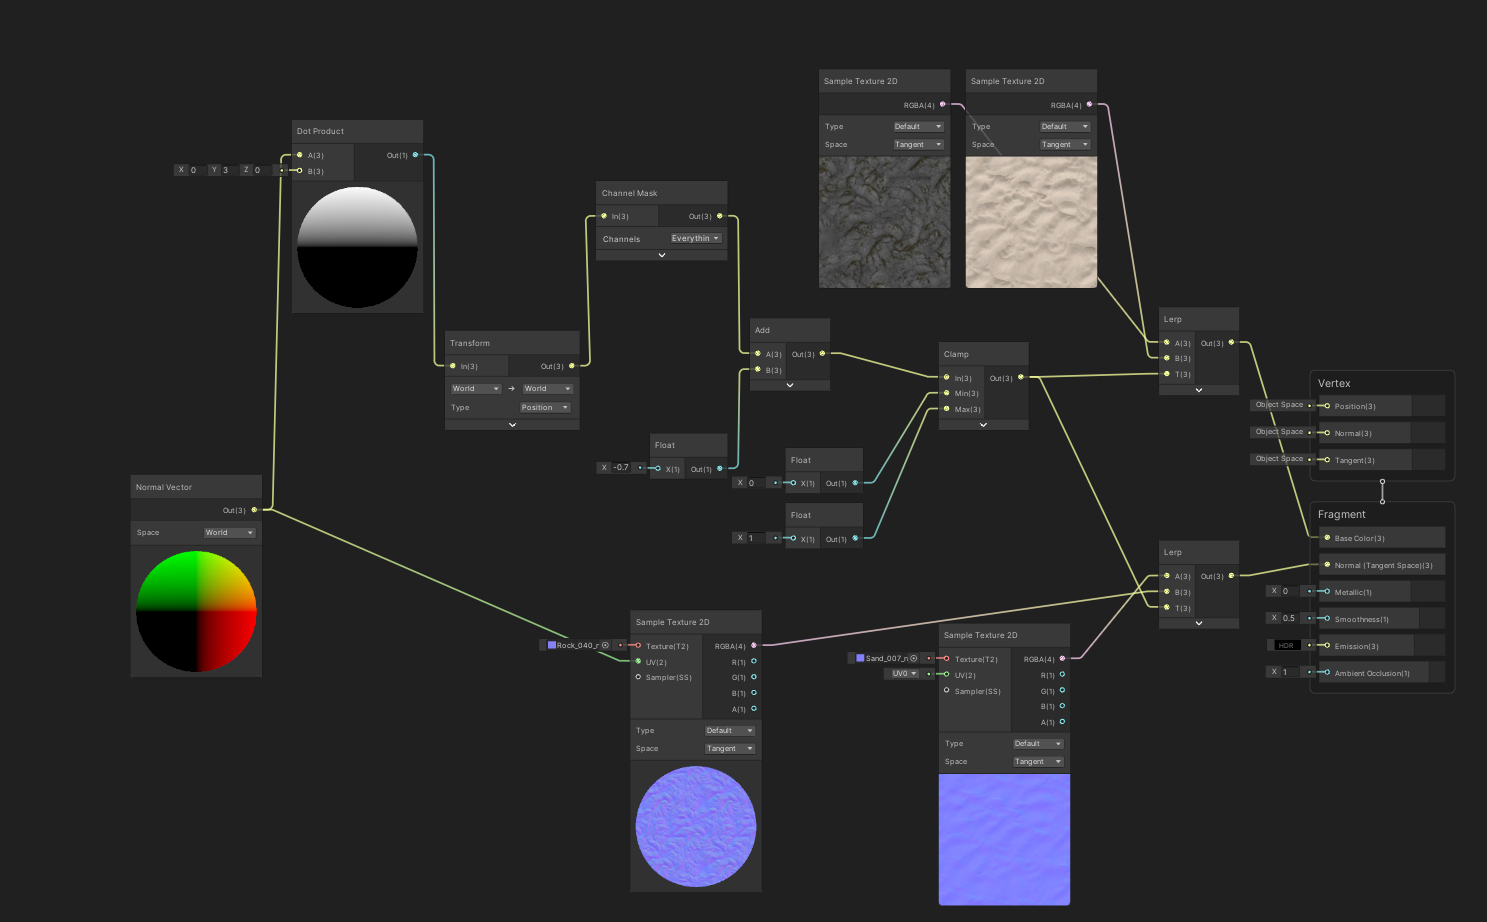 Sample Texture 2D
RGBA(4)
Type Default
Space Tangent
Sample Texture 2D
RGBA(4)
Type Default
Space Tangent
Dot Product
A(3) Out(1)
X 0 Y 3 Z 0
B(3)
Channel Mask
In(3) Out(3)
Channels Everythin
Transform
In(3) Out(3)
World World
Type Position
Add
A(3) Out(3)
B(3)
Clamp
In(3) Out(3)
Min(3)
Max(3)
Lerp
A(3) Out(3)
B(3)
T(3)
Vertex
Object Space Position(3)
Object Space Normal(3)
Object Space Tangent(3)
Float
X -0.7 X(1) Out(1)
Float
X 0 X(1) Out(1)
Float
X 1 X(1) Out(1)
Normal Vector
Out(3)
Space World
Fragment
Base Color(3)
Normal (Tangent Space)(3)
X 0 Metallic(1)
X 0.5 Smoothness(1)
HDR Emission(3)
X 1 Ambient Occlusion(1)
Lerp
A(3) Out(3)
B(3)
T(3)
Sample Texture 2D
Rock_040_r Texture(T2) RGBA(4)
UV(2) R(1)
Sampler(SS) G(1)
B(1)
A(1)
Type Default
Space Tangent
Sample Texture 2D
Sand_007_n Texture(T2) RGBA(4)
UV0 UV(2) R(1)
Sampler(SS) G(1)
B(1)
A(1)
Type Default
Space Tangent